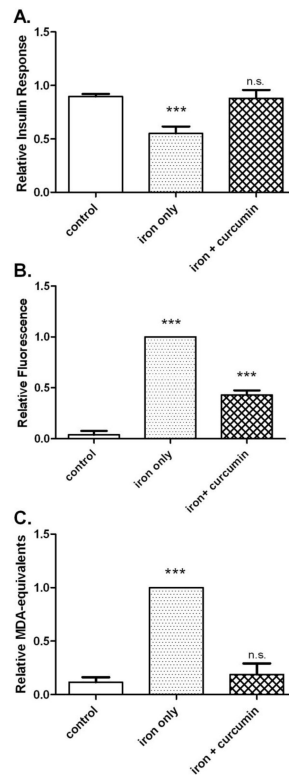 A.
Relative Insulin Response
1.5
1.0
0.5
0.0
***
n.s.
control
iron only
iron + curcumin
B.
Relative Fluorescence
1.5
1.0
0.5
0.0
***
***
control
iron only
iron+ curcumin
C.
Relative MDA-equivalents
1.5
1.0
0.5
0.0
***
n.s.
control
iron only
iron + curcumin